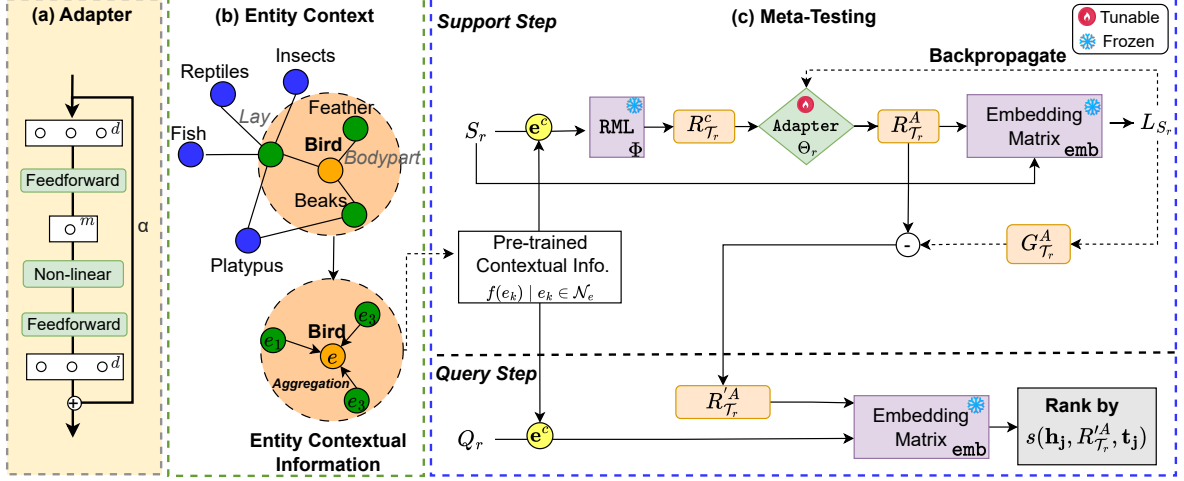 (a) Adapter
d
Feedforward
m
α
Non-linear
Feedforward
d
+
(b) Entity Context
Insects
Reptiles
Feather
Lay
Fish
Bird
Bodypart
Beaks
Platypus
Bird
e₃
e₁
e
Aggregation
e₃
Entity Contextual
Information
Support Step
(c) Meta-Testing
Tunable
Frozen
Backpropagate
S_r
e^c
RML
Φ
R^c_{𝒯_r}
Adapter
Θ_r
R^A_{𝒯_r}
Embedding
Matrix
emb
L_{S_r}
Pre-trained
Contextual Info.
f(e_k) | e_k ∈ 𝒩_e
-
G^A_{𝒯_r}
Query Step
R'^A_{𝒯_r}
Q_r
e^c
Embedding
Matrix
emb
Rank by
s(h_j, R'^A_{𝒯_r}, t_j)